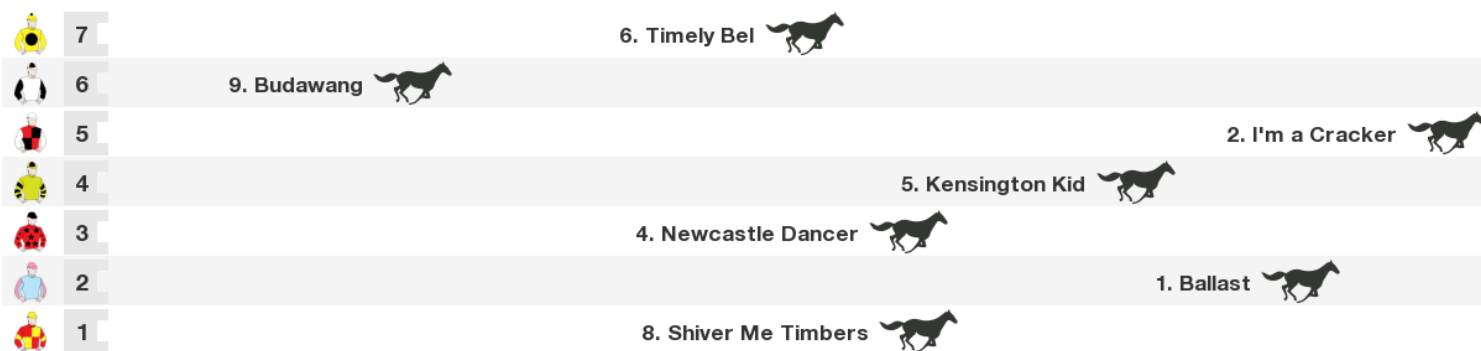 7 6. Timely Bel
6 9. Budawang
5 2. I'm a Cracker
4 5. Kensington Kid
3 4. Newcastle Dancer
2 1. Ballast
1 8. Shiver Me Timbers